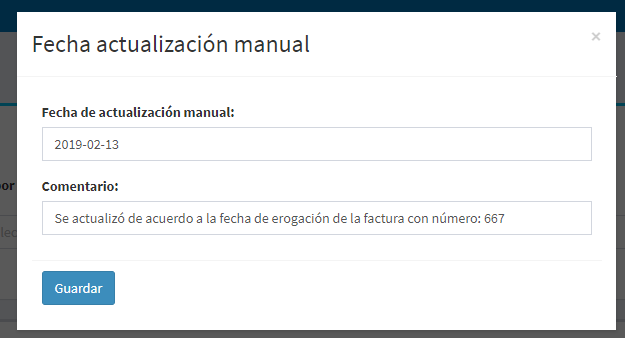 Fecha actualización manual
×
Fecha de actualización manual:
2019-02-13
Comentario:
Se actualizó de acuerdo a la fecha de erogación de la factura con número: 667
Guardar